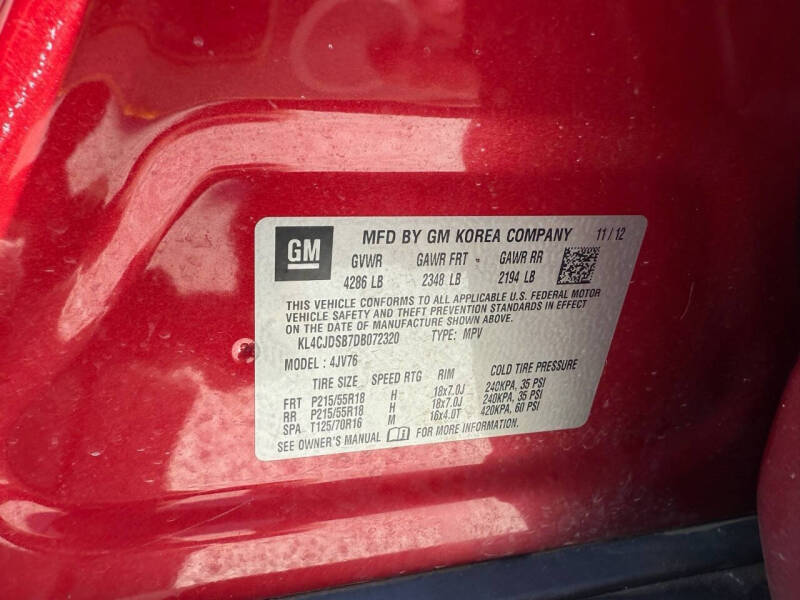 GM MFD BY GM KOREA COMPANY 11 / 12
GVWR GAWR FRT GAWR RR
4286 LB 2348 LB 2194 LB
THIS VEHICLE CONFORMS TO ALL APPLICABLE U.S. FEDERAL MOTOR
VEHICLE SAFETY AND THEFT PREVENTION STANDARDS IN EFFECT
ON THE DATE OF MANUFACTURE SHOWN ABOVE.
KL4CJDSB7DB072320 TYPE: MPV
MODEL : 4JV76
TIRE SIZE SPEED RTG RIM COLD TIRE PRESSURE
FRT P215/55R18 H 18x7.0J 240KPA, 35 PSI
RR P215/55R18 H 18x7.0J 240KPA, 35 PSI
SPA T125/70R16 M 16x4.0T 420KPA, 60 PSI
SEE OWNER'S MANUAL i FOR MORE INFORMATION.